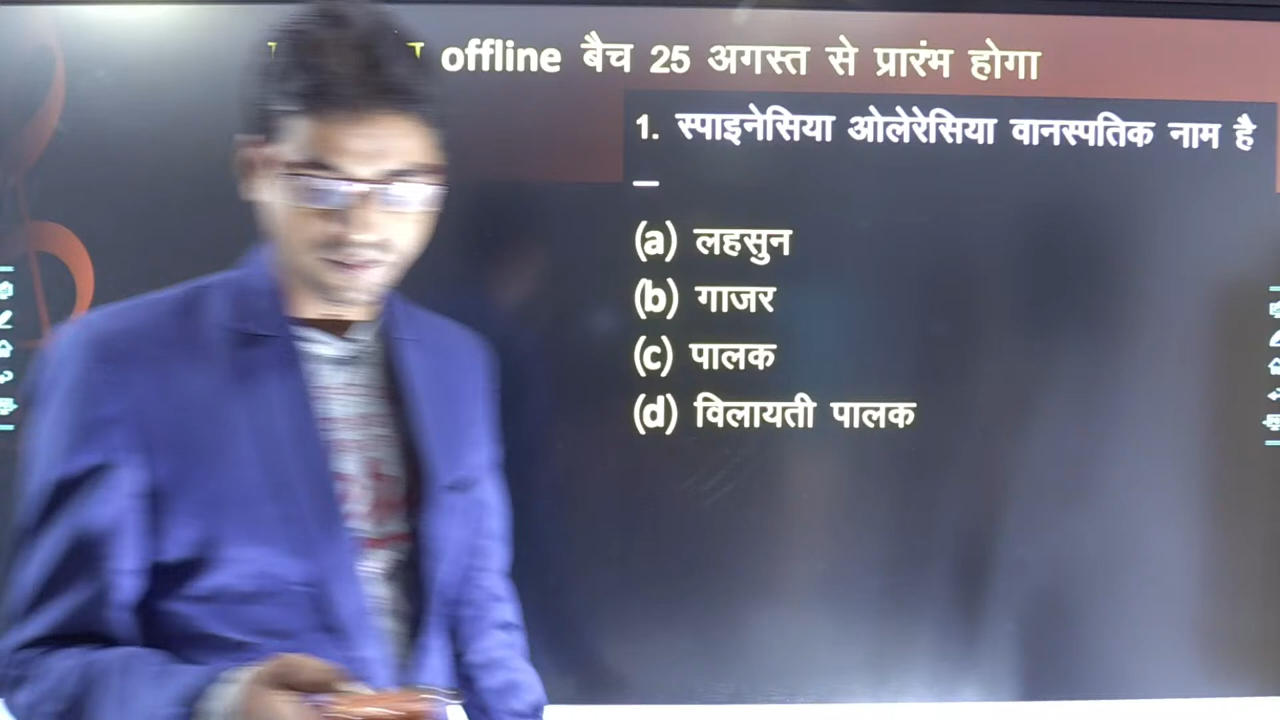 offline बैच 25 अगस्त से प्रारंभ होगा
1. स्पाइनेसिया ओलेरेसिया वानस्पतिक नाम है
–
(a) लहसुन
(b) गाजर
(c) पालक
(d) विलायती पालक